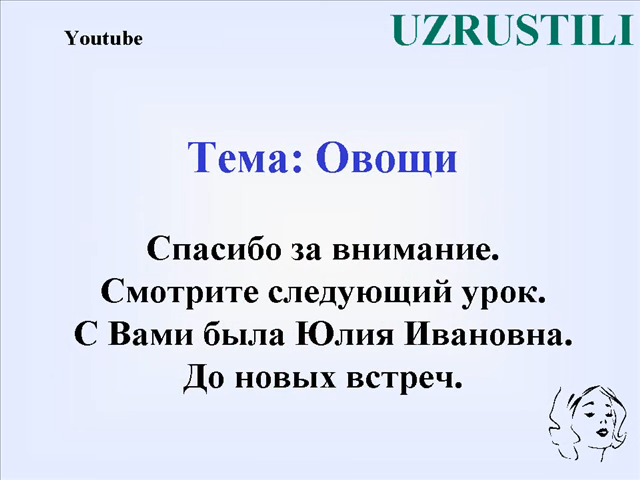 Youtube
UZRUSTILI
Тема: Овощи
Спасибо за внимание.
Смотрите следующий урок.
С Вами была Юлия Ивановна.
До новых встреч.